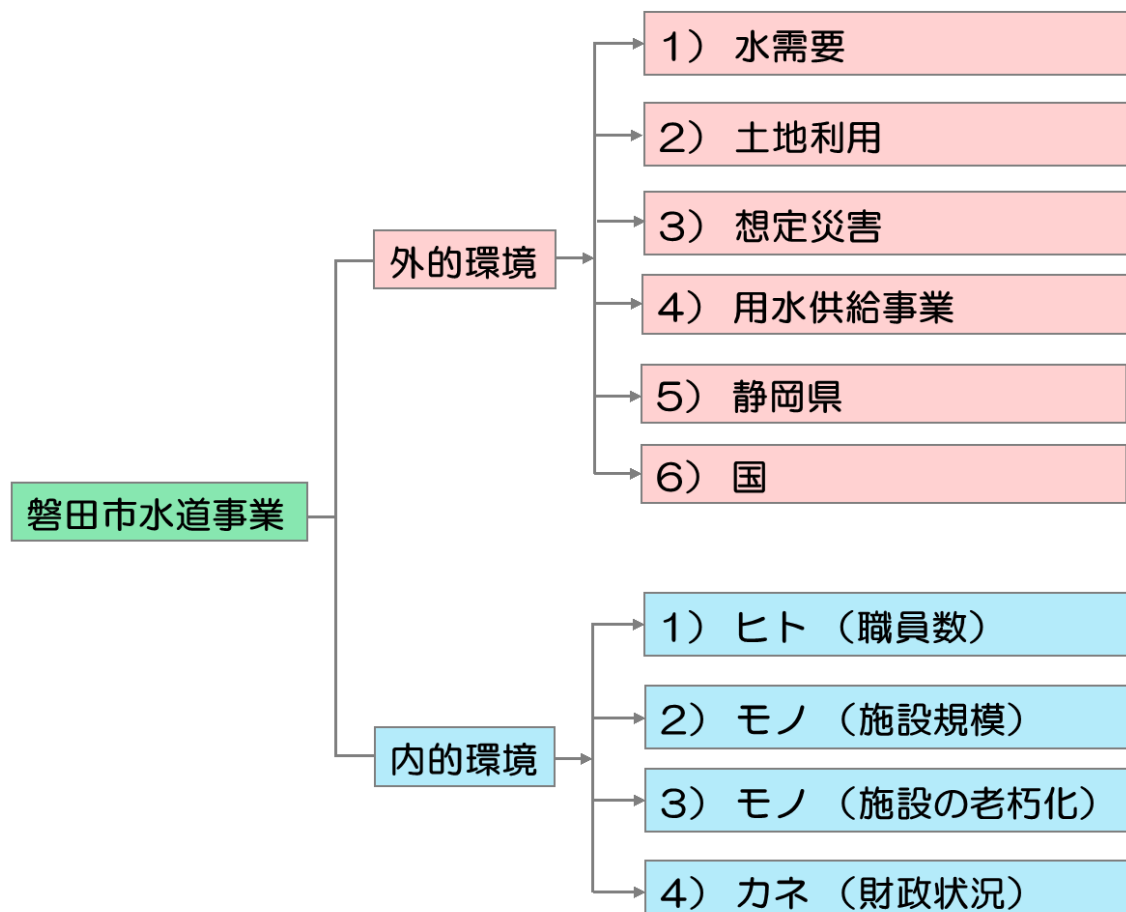 磐田市水道事業
外的環境
1） 水需要
2） 土地利用
3） 想定災害
4） 用水供給事業
5） 静岡県
6） 国
内的環境
1） ヒト （職員数）
2） モノ （施設規模）
3） モノ （施設の老朽化）
4） カネ （財政状況）